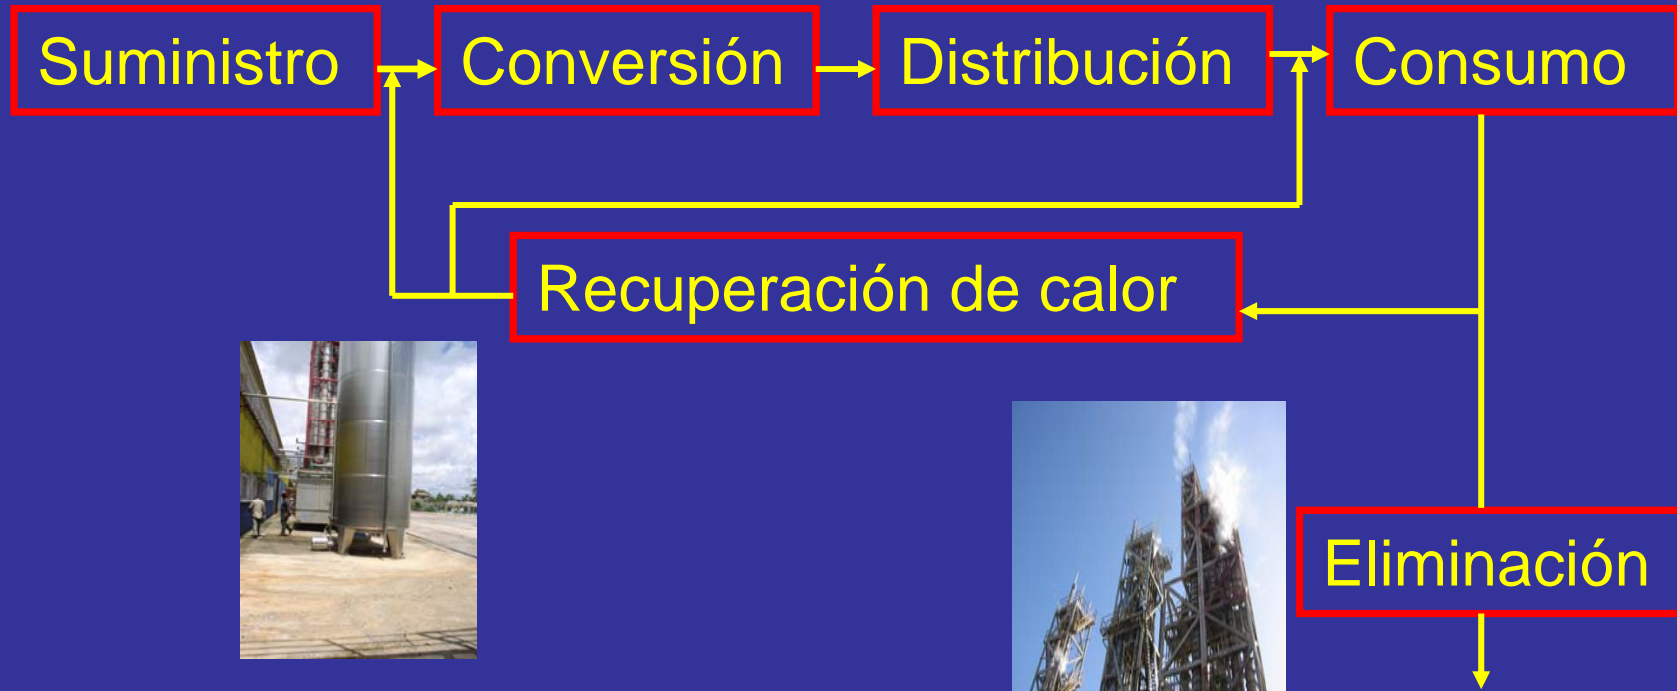 Suministro
Conversión
Distribución
Consumo
Recuperación de calor
Eliminación